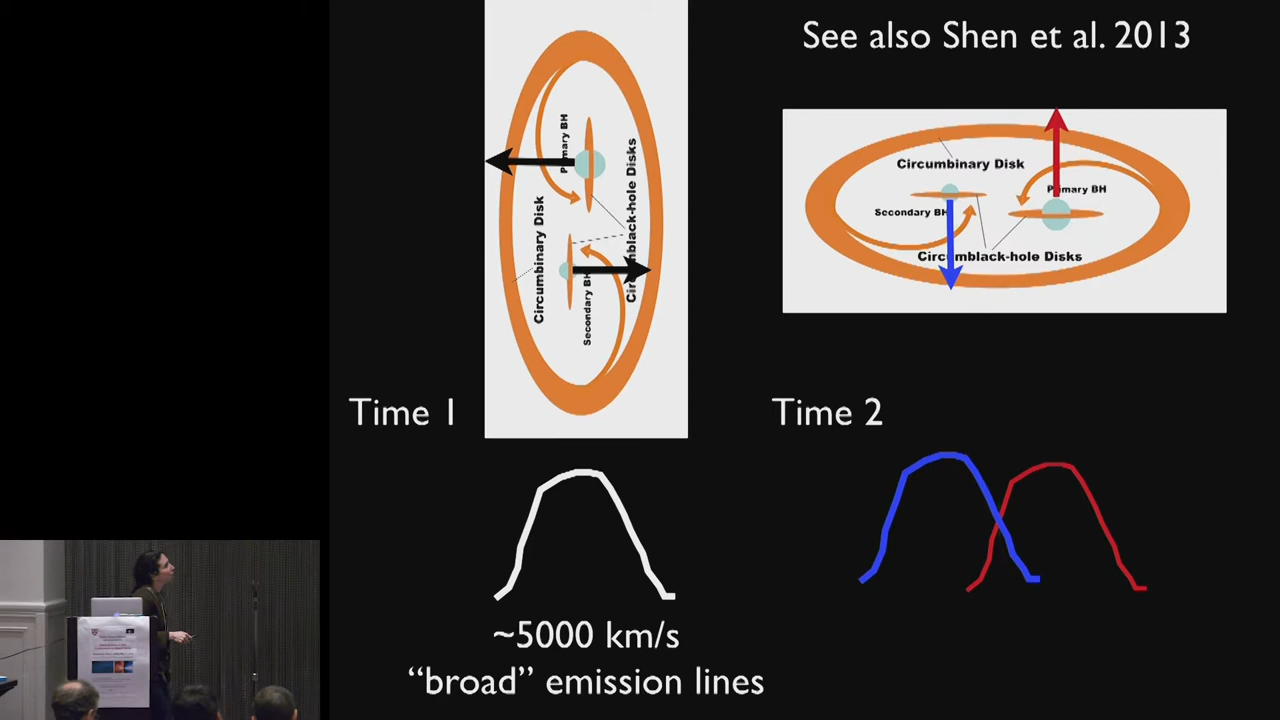 See also Shen et al. 2013
Primary BH
Circumbinary Disk
Circumblack-hole Disks
Secondary BH
Circumbinary Disk
Primary BH
Secondary BH
Circumblack-hole Disks
Time 1
Time 2
~5000 km/s
“broad” emission lines